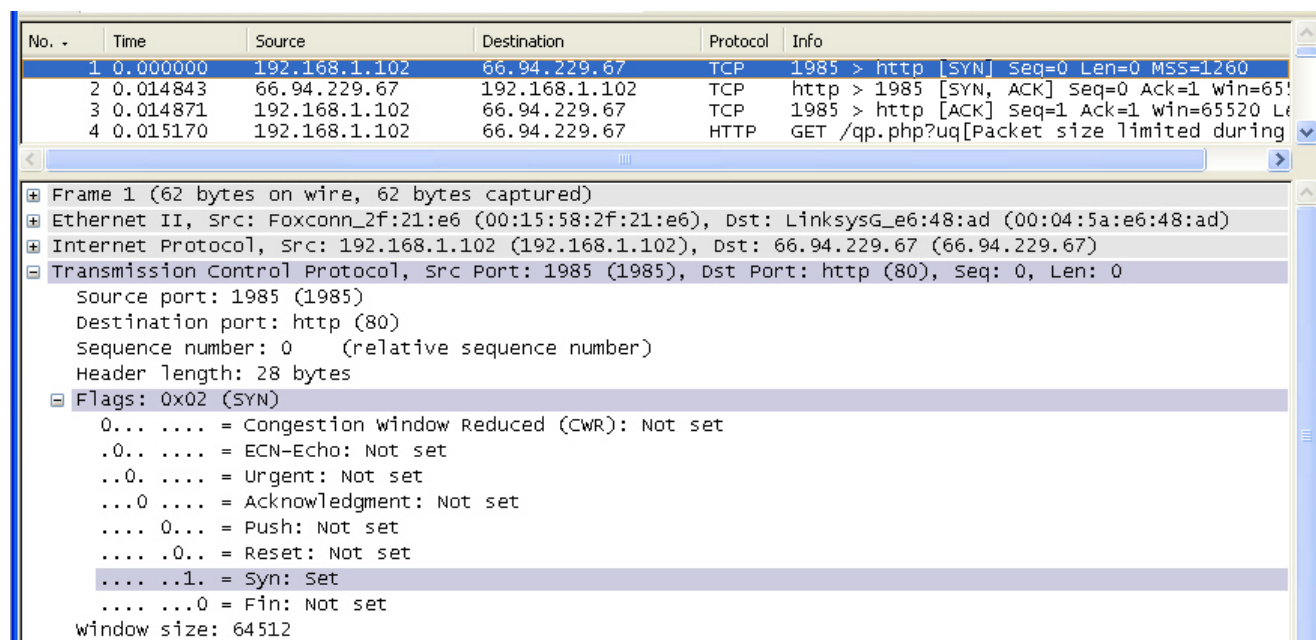 No. Time Source Destination Protocol Info
1 0.000000 192.168.1.102 66.94.229.67 TCP 1985 > http [SYN] Seq=0 Len=0 MSS=1260
2 0.014843 66.94.229.67 192.168.1.102 TCP http > 1985 [SYN, ACK] Seq=0 Ack=1 Win=65
3 0.014871 192.168.1.102 66.94.229.67 TCP 1985 > http [ACK] Seq=1 Ack=1 Win=65520
4 0.015170 192.168.1.102 66.94.229.67 HTTP GET /qp.php?uq[Packet size limited during
Frame 1 (62 bytes on wire, 62 bytes captured)
Ethernet II, Src: Foxconn_2f:21:e6 (00:15:58:2f:21:e6), Dst: LinksysG_e6:48:ad (00:04:5a:e6:48:ad)
Internet Protocol, Src: 192.168.1.102 (192.168.1.102), Dst: 66.94.229.67 (66.94.229.67)
Transmission Control Protocol, Src Port: 1985 (1985), Dst Port: http (80), Seq: 0, Len: 0
Source port: 1985 (1985)
Destination port: http (80)
Sequence number: 0 (relative sequence number)
Header length: 28 bytes
Flags: 0x02 (SYN)
0... .... = Congestion Window Reduced (CWR): Not set
.0.. .... = ECN-Echo: Not set
..0. .... = Urgent: Not set
...0 .... = Acknowledgment: Not set
.... 0... = Push: Not set
.... .0.. = Reset: Not set
.... ..1. = Syn: Set
.... ...0 = Fin: Not set
Window size: 64512